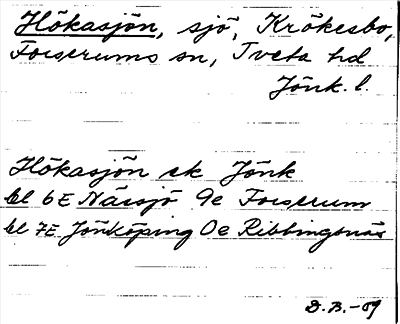 Hökasjön, sjö, Krökesbo,
Forserums sn, Tveta hd
Jönk. l.
Hökasjön ek Jönk
bl 6E Nässjö 9e Forserum
bl 7E Jönköping 0e Ribbingsnäs
D.B.-09